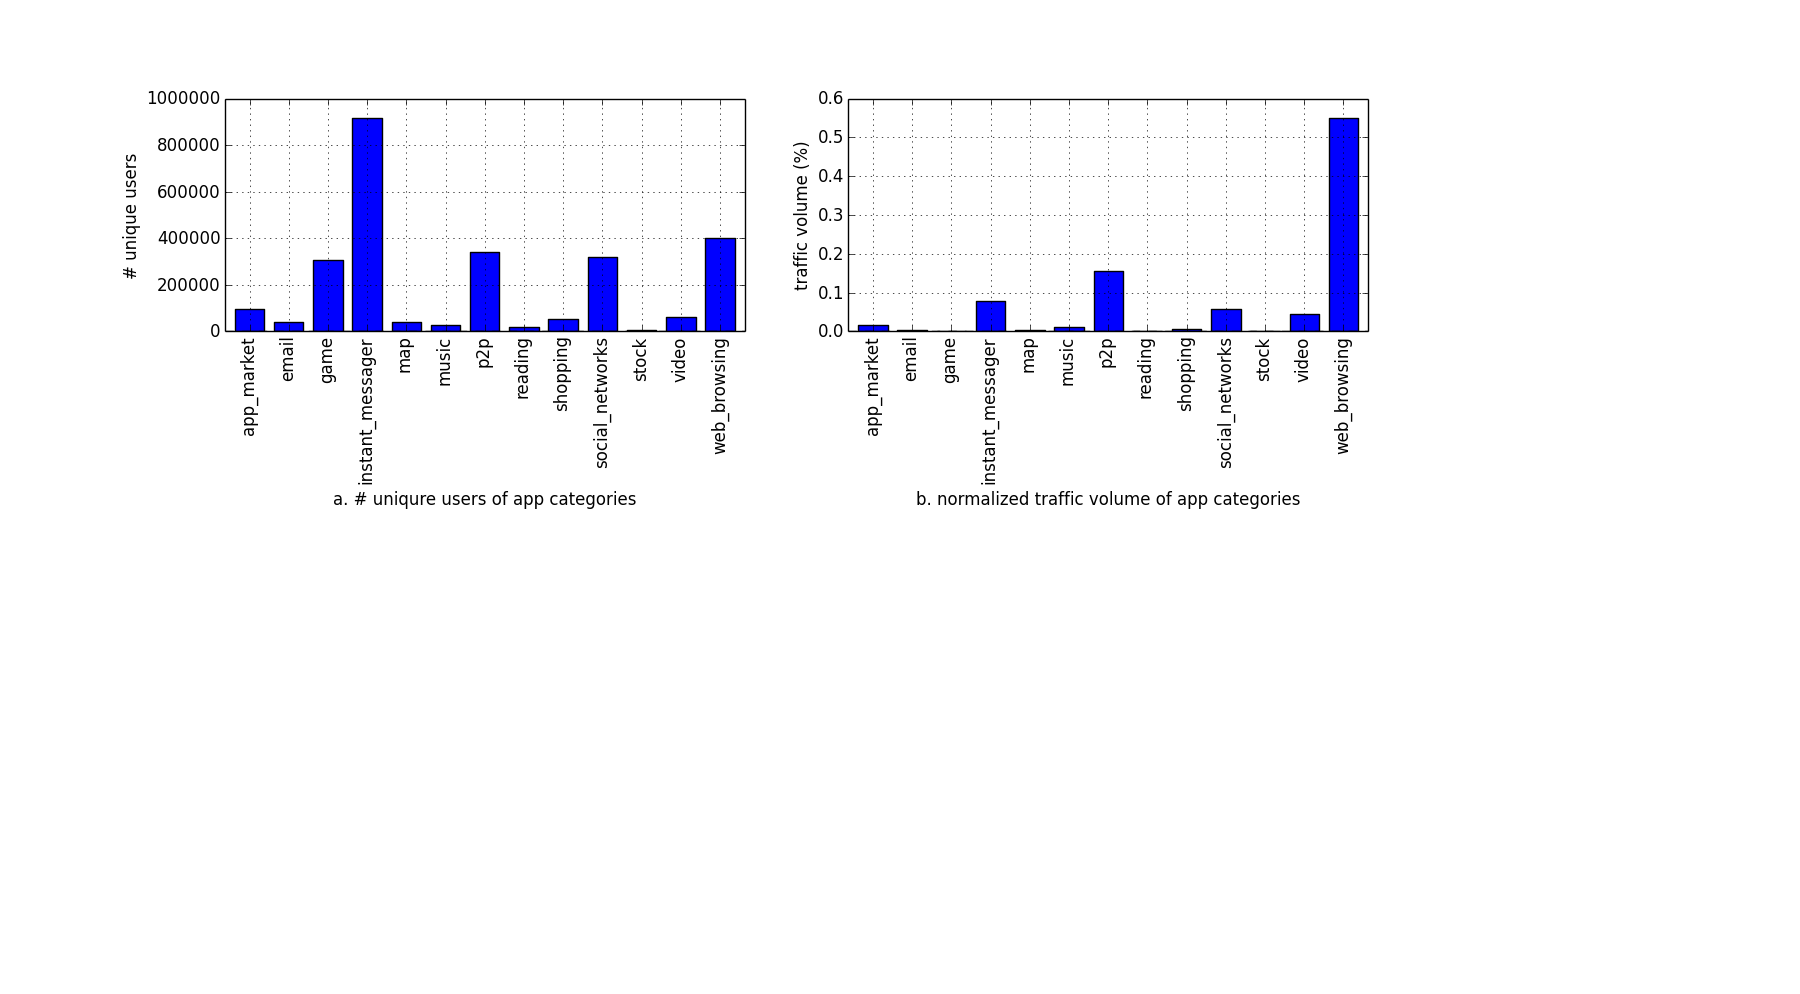 1000000
800000
600000
400000
200000
0
# unique users
app_market
email
game
instant_messager
map
music
p2p
reading
shopping
social_networks
stock
video
web_browsing
a. # uniqure users of app categories
0.6
0.5
0.4
0.3
0.2
0.1
0.0
traffic volume (%)
app_market
email
game
instant_messager
map
music
p2p
reading
shopping
social_networks
stock
video
web_browsing
b. normalized traffic volume of app categories